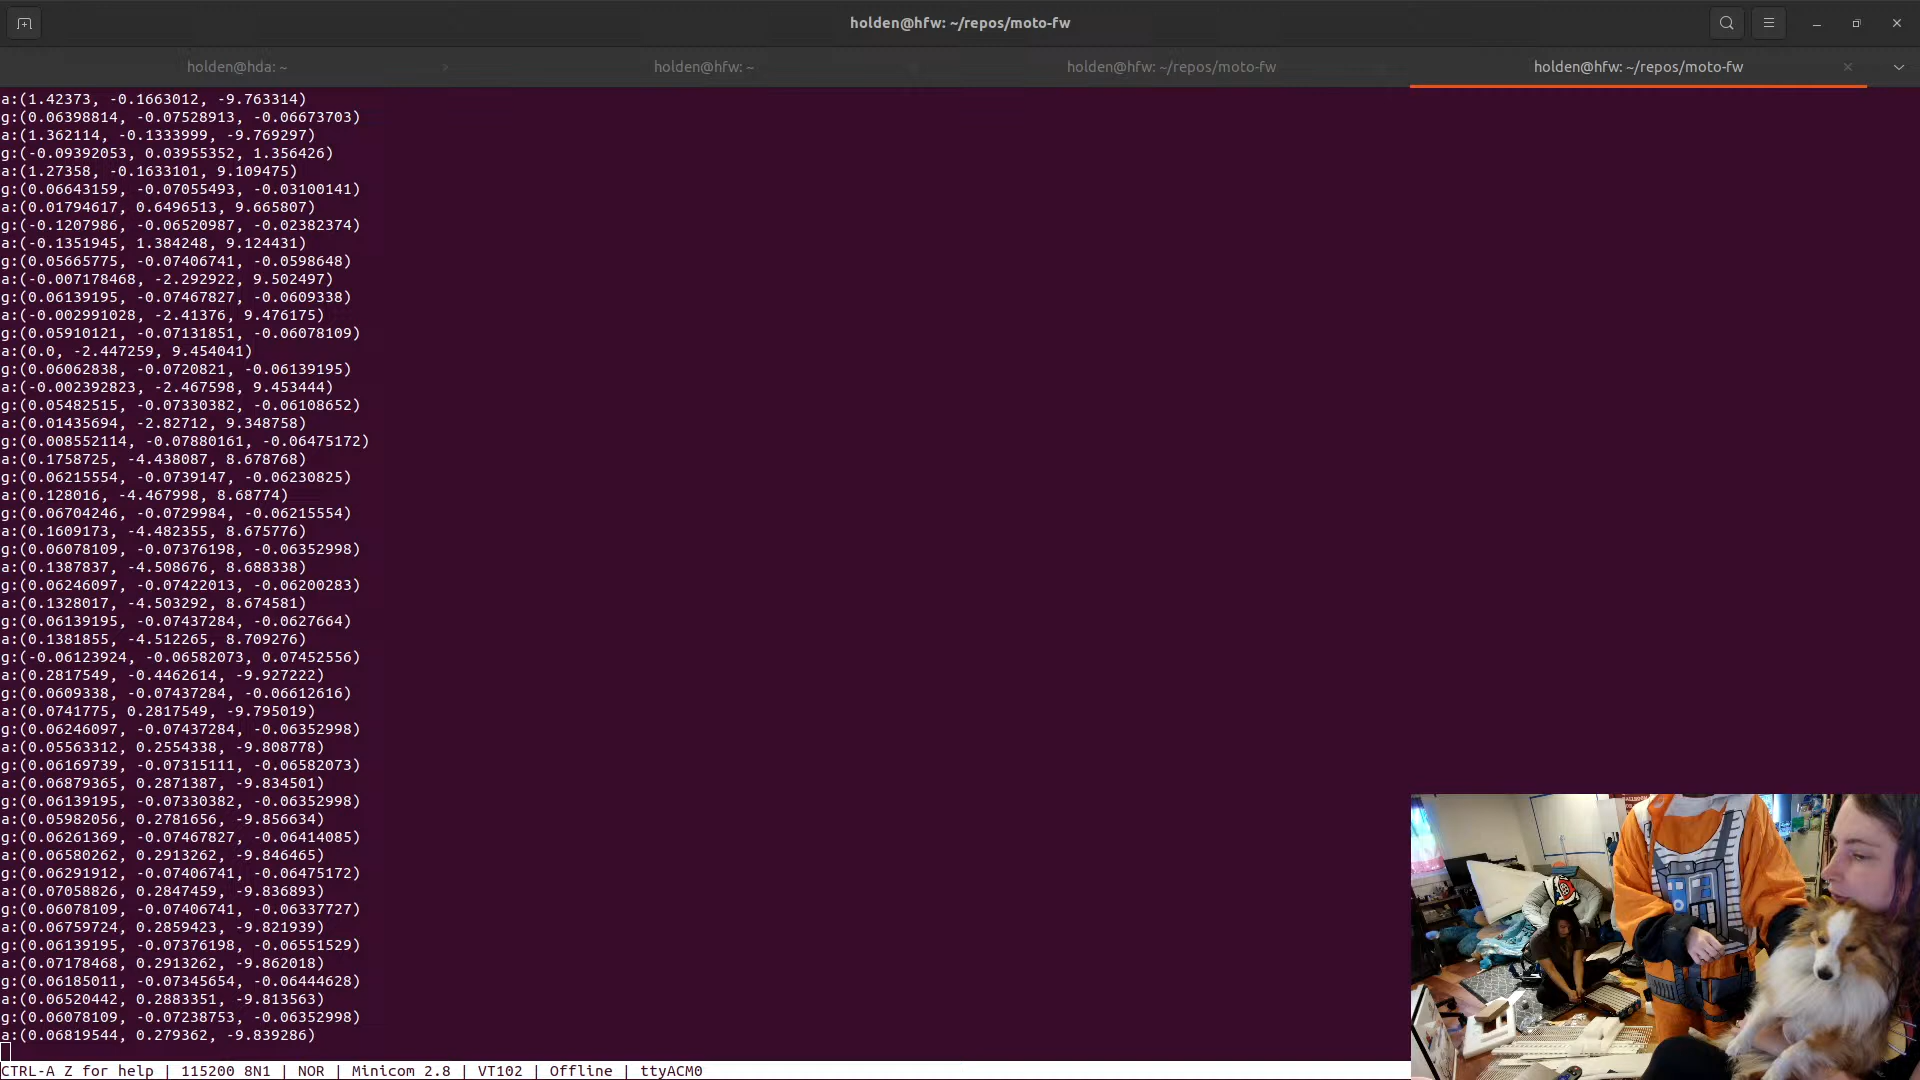 holden@hfw: ~/repos/moto-fw
holden@hda: ~
holden@hfw: ~
holden@hfw: ~/repos/moto-fw
holden@hfw: ~/repos/moto-fw
a:(1.42373, -0.1663012, -9.763314)
g:(0.06398814, -0.07528913, -0.06673703)
a:(1.362114, -0.1333999, -9.769297)
g:(-0.09392053, 0.03955352, 1.356426)
a:(1.27358, -0.1633101, 9.109475)
g:(0.06643159, -0.07055493, -0.03100141)
a:(0.01794617, 0.6496513, 9.665807)
g:(-0.1207986, -0.06520987, -0.02382374)
a:(-0.1351945, 1.384248, 9.124431)
g:(0.05665775, -0.07406741, -0.0598648)
a:(-0.007178468, -2.292922, 9.502497)
g:(0.06139195, -0.07467827, -0.0609338)
a:(-0.002991028, -2.41376, 9.476175)
g:(0.05910121, -0.07131851, -0.06078109)
a:(0.0, -2.447259, 9.454041)
g:(0.06062838, -0.0720821, -0.06139195)
a:(-0.002392823, -2.467598, 9.453444)
g:(0.05482515, -0.07330382, -0.06108652)
a:(0.01435694, -2.82712, 9.348758)
g:(0.008552114, -0.07880161, -0.06475172)
a:(0.1758725, -4.438087, 8.678768)
g:(0.06215554, -0.0739147, -0.06230825)
a:(0.128016, -4.467998, 8.68774)
g:(0.06704246, -0.0729984, -0.06215554)
a:(0.1609173, -4.482355, 8.675776)
g:(0.06078109, -0.07376198, -0.06352998)
a:(0.1387837, -4.508676, 8.688338)
g:(0.06246097, -0.07422013, -0.06200283)
a:(0.1328017, -4.503292, 8.674581)
g:(0.06139195, -0.07437284, -0.0627664)
a:(0.1381855, -4.512265, 8.709276)
g:(-0.06123924, -0.06582073, 0.07452556)
a:(0.2817549, -0.4462614, -9.927222)
g:(0.0609338, -0.07437284, -0.06612616)
a:(0.0741775, 0.2817549, -9.795019)
g:(0.06246097, -0.07437284, -0.06352998)
a:(0.05563312, 0.2554338, -9.808778)
g:(0.06169739, -0.07315111, -0.06582073)
a:(0.06879365, 0.2871387, -9.834501)
g:(0.06139195, -0.07330382, -0.06352998)
a:(0.05982056, 0.2781656, -9.856634)
g:(0.06261369, -0.07467827, -0.06414085)
a:(0.06580262, 0.2913262, -9.846465)
g:(0.06291912, -0.07406741, -0.06475172)
a:(0.07058826, 0.2847459, -9.836893)
g:(0.06078109, -0.07406741, -0.06337727)
a:(0.06759724, 0.2859423, -9.821939)
g:(0.06139195, -0.07376198, -0.06551529)
a:(0.07178468, 0.2913262, -9.862018)
g:(0.06185011, -0.07345654, -0.06444628)
a:(0.06520442, 0.2883351, -9.813563)
g:(0.06078109, -0.07238753, -0.06352998)
a:(0.06819544, 0.279362, -9.839286)
CTRL-A Z for help | 115200 8N1 | NOR | Minicom 2.8 | VT102 | Offline | ttyACM0